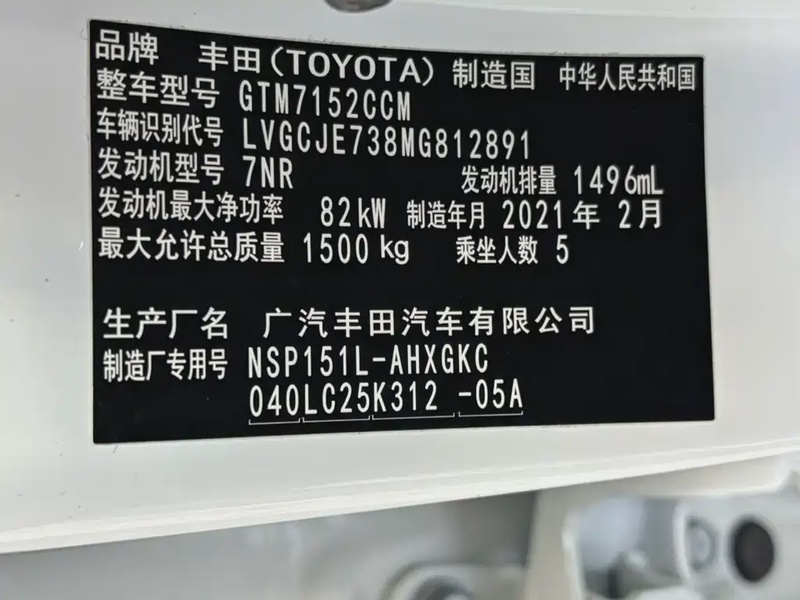 品牌 丰田(TOYOTA) 制造国 中华人民共和国
整车型号 GTM7152CCM
车辆识别代号 LVGCJE738MG812891
发动机型号 7NR 发动机排量 1496mL
发动机最大净功率 82kW 制造年月 2021年 2月
最大允许总质量 1500kg 乘坐人数 5
生产厂名 广汽丰田汽车有限公司
制造厂专用号 NSP151L-AHXGKC
040LC25K312 -05A